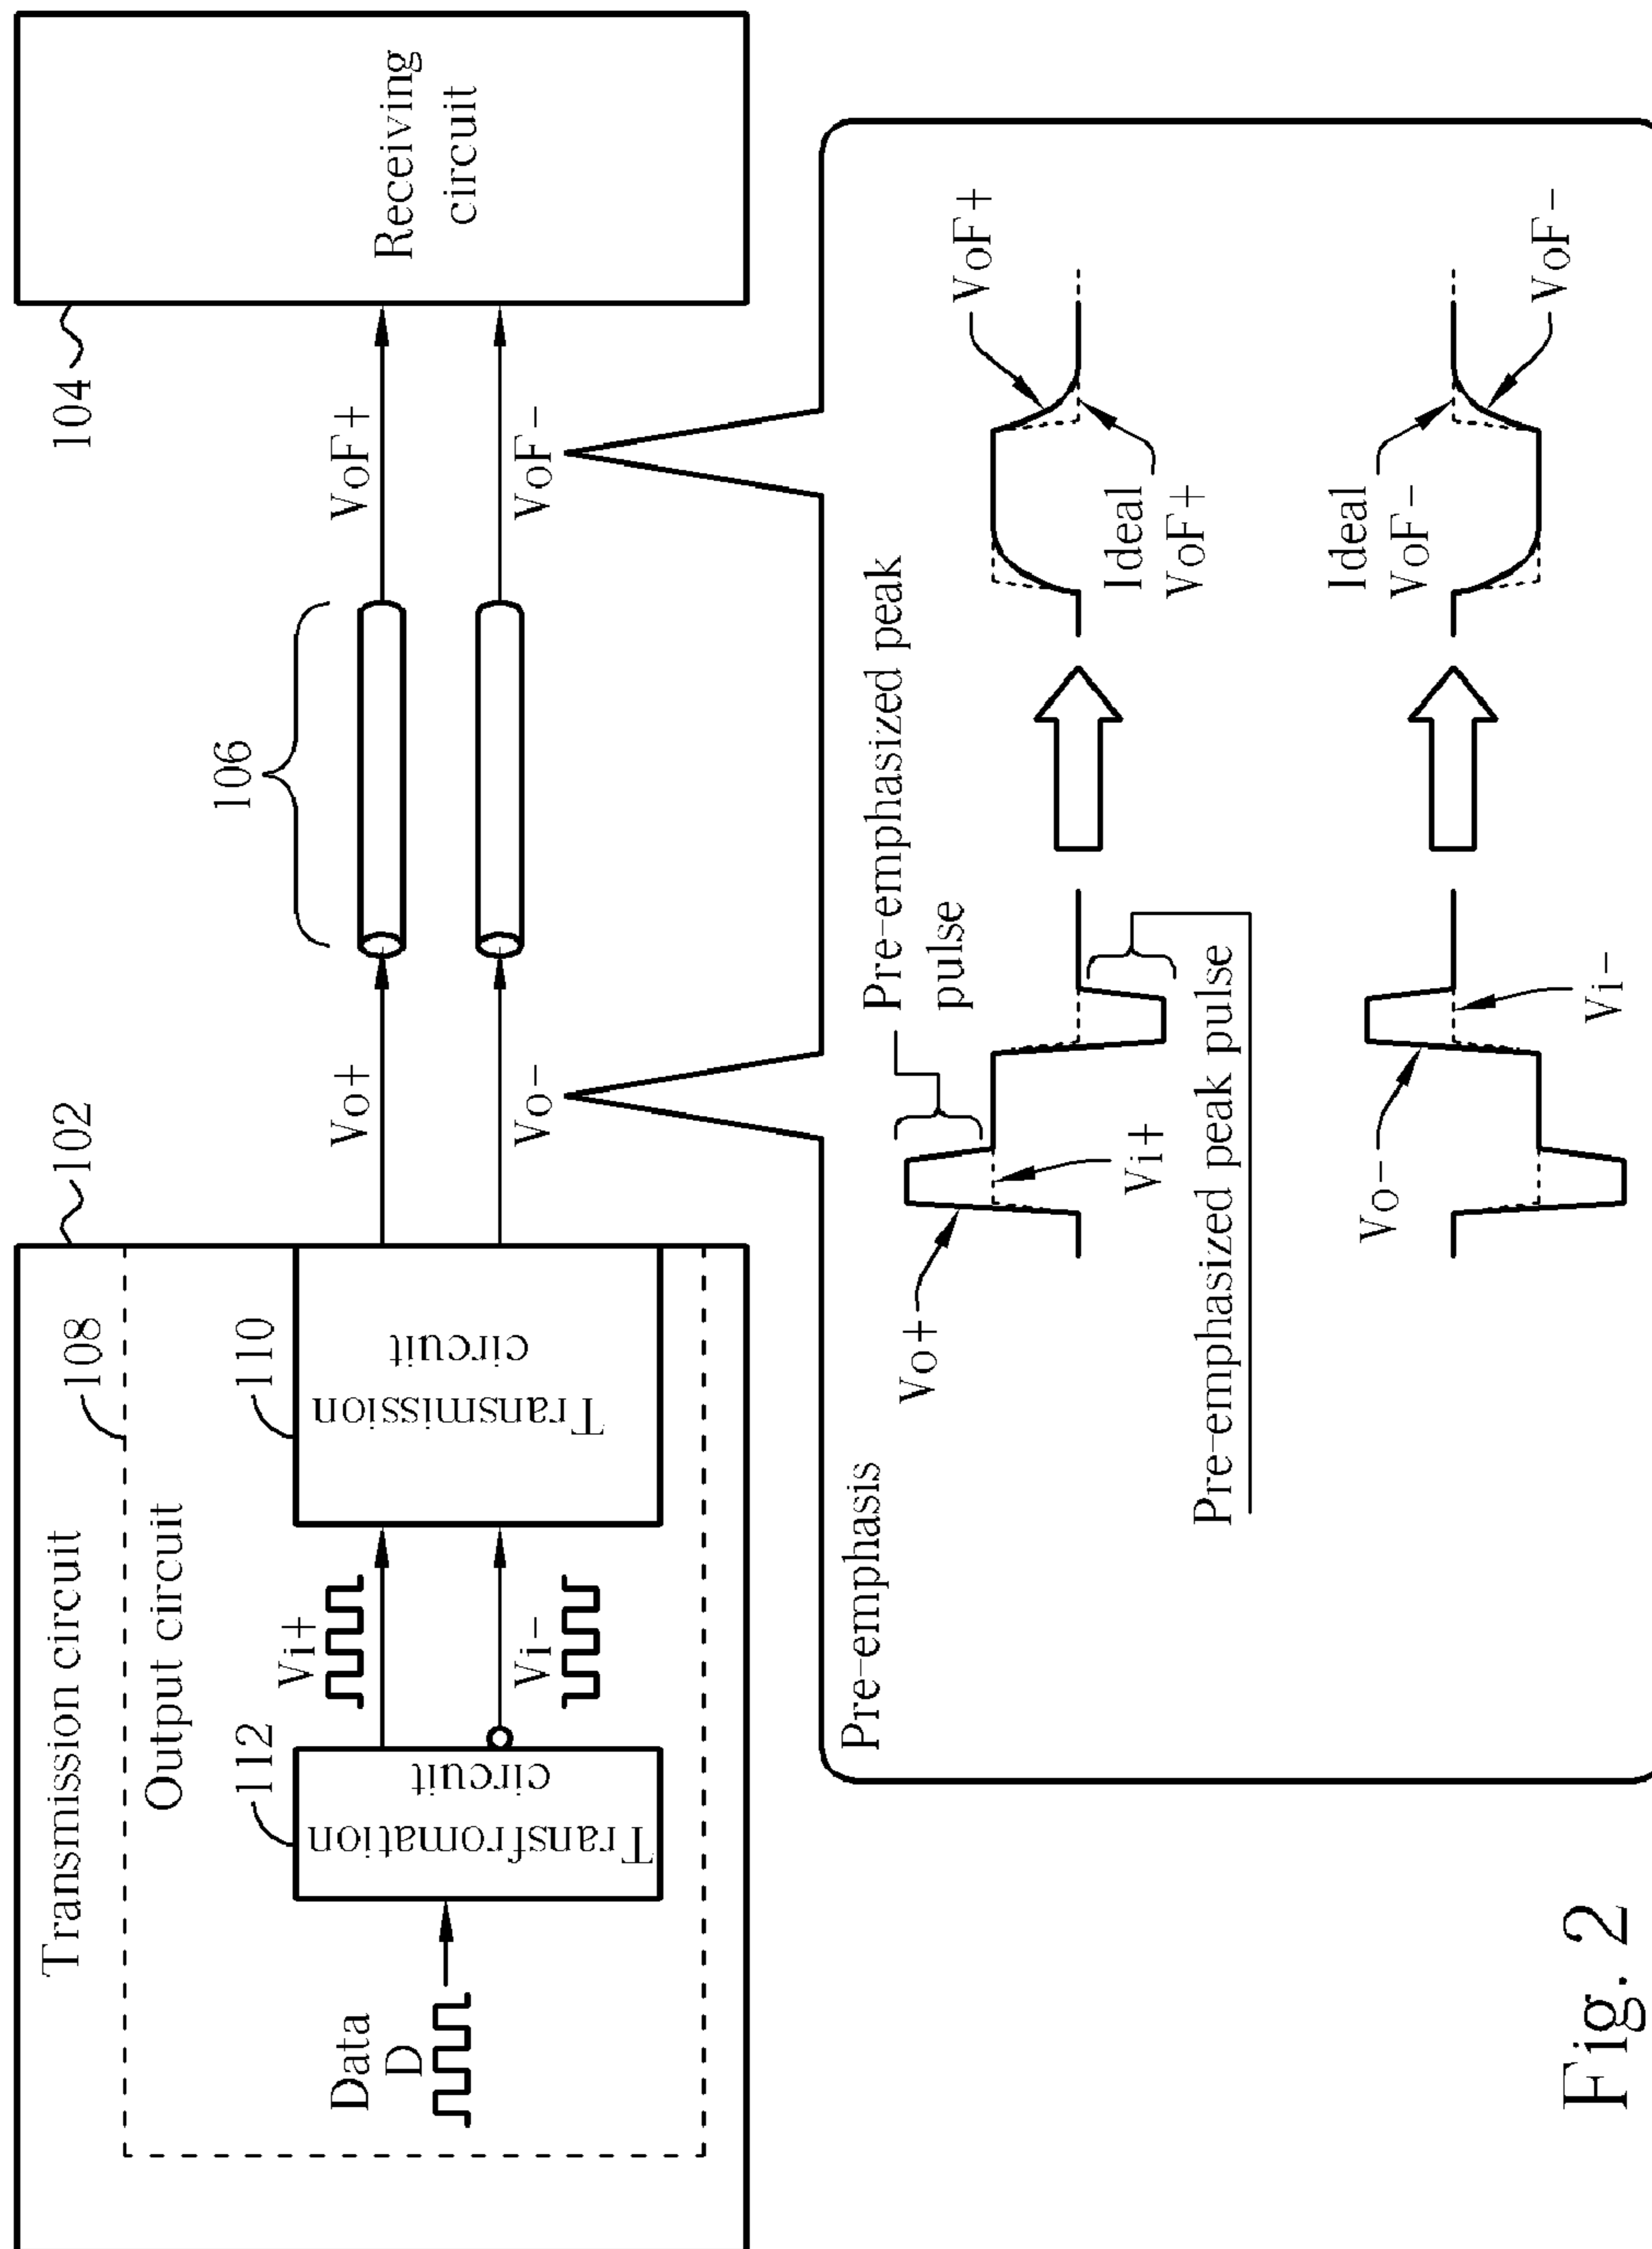 Transmission circuit
102
Output circuit
108
Data
D
112
Transfromation
circuit
Vi+
Vi-
110
Transmission
circuit
Vo+
Vo-
106
VoF+
VoF-
104
Receiving
circuit
Pre-emphasis
Vo+
Pre-emphasized peak
pulse
Vi+
Pre-emphasized peak pulse
VoF+
Ideal
VoF+
Vo-
Vi-
Ideal
VoF-
VoF-
Fig. 2